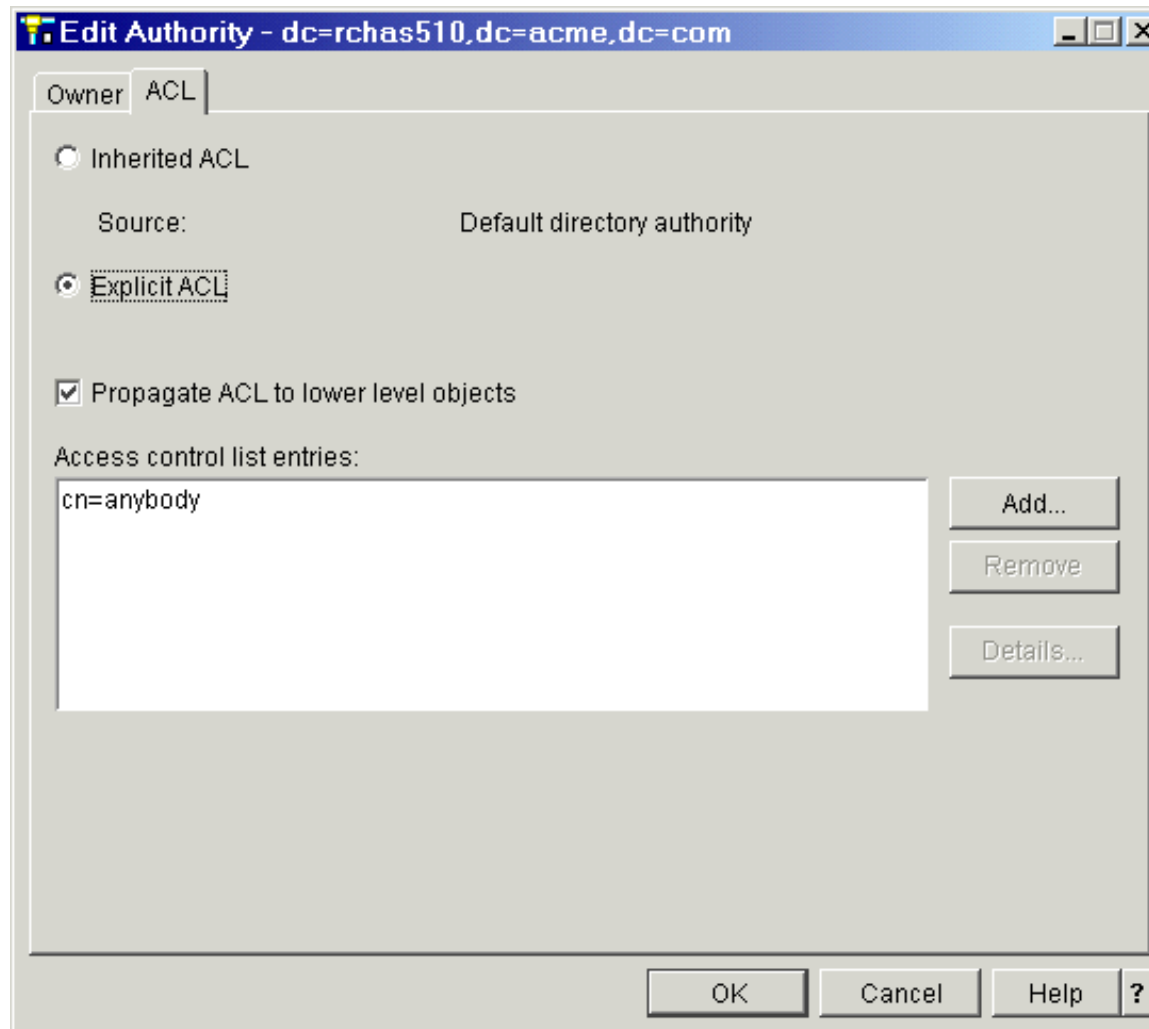 Edit Authority - dc=rchas510,dc=acme,dc=com
Owner ACL
Inherited ACL
Source: Default directory authority
Explicit ACL
Propagate ACL to lower level objects
Access control list entries:
cn=anybody
Add...
Remove
Details...
OK Cancel Help ?